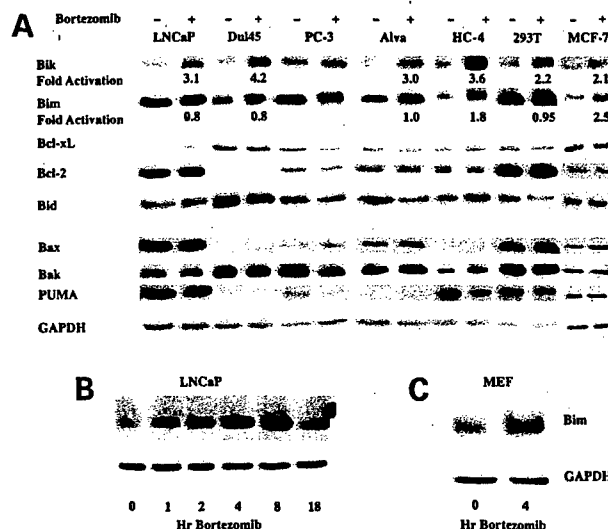 A
Bortezomib - + - + - + - + - + - + - +
LNCaP Dul45 PC-3 Alva HC-4 293T MCF-7
Bik
Fold Activation 3.1 4.2 3.0 3.6 2.2 2.1
Bim
Fold Activation 0.8 0.8 1.0 1.8 0.95 2.5
Bcl-xL
Bcl-2
Bid
Bax
Bak
PUMA
GAPDH
B
LNCaP
0 1 2 4 8 18
Hr Bortezomib
C
MEF
Bim
GAPDH
0 4
Hr Bortezomib